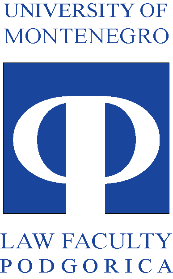 UNIVERSITY OF
MONTENEGRO
LAW FACULTY
PODGORICA